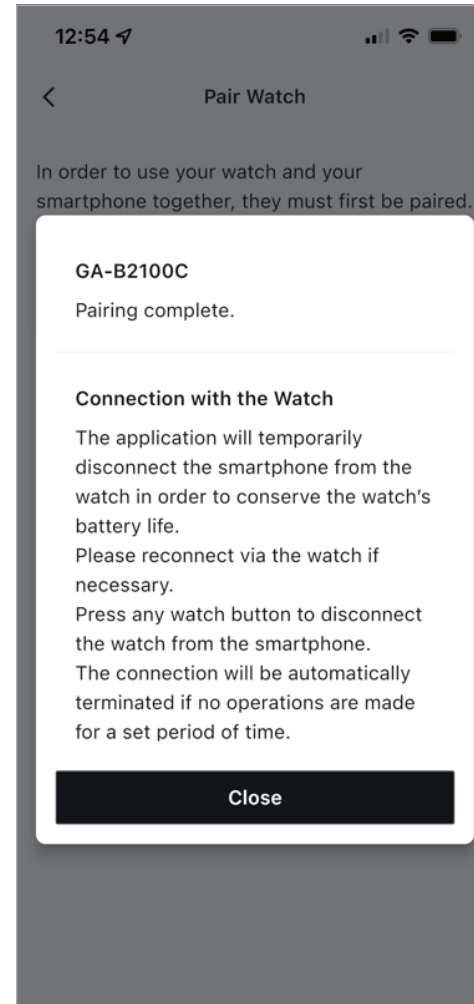 12:54
Pair Watch
In order to use your watch and your
smartphone together, they must first be paired.
GA-B2100C
Pairing complete.
Connection with the Watch
The application will temporarily
disconnect the smartphone from the
watch in order to conserve the watch's
battery life.
Please reconnect via the watch if
necessary.
Press any watch button to disconnect
the watch from the smartphone.
The connection will be automatically
terminated if no operations are made
for a set period of time.
Close